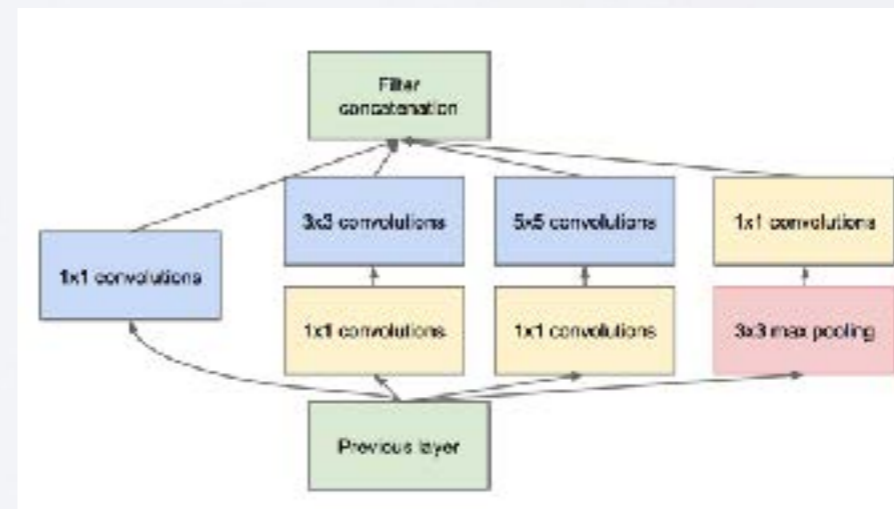 Filter
concatenation
3x3 convolutions
5x5 convolutions
1x1 convolutions
1x1 convolutions
1x1 convolutions
1x1 convolutions
3x3 max pooling
Previous layer